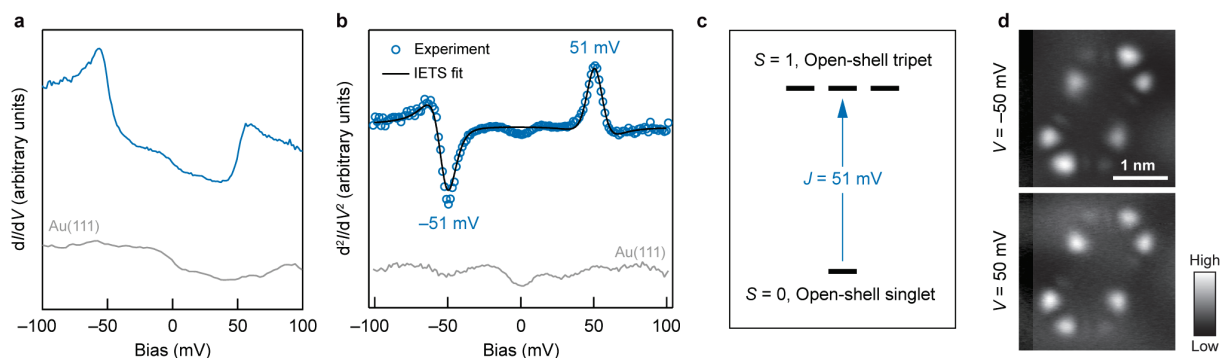 a
dI/dV (arbitrary units)
Au(111)
–100
–50
0
50
100
Bias (mV)
b
d²I/dV² (arbitrary units)
Experiment
IETS fit
51 mV
–51 mV
Au(111)
–100
–50
0
50
100
Bias (mV)
c
S = 1, Open-shell tripet
J = 51 mV
S = 0, Open-shell singlet
d
V = –50 mV
1 nm
V = 50 mV
High
Low